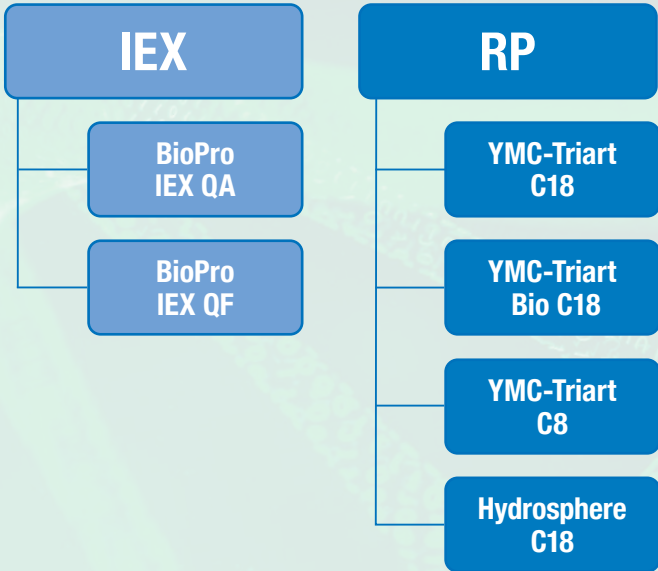 IEX
BioPro
IEX QA
BioPro
IEX QF
RP
YMC-Triart
C18
YMC-Triart
Bio C18
YMC-Triart
C8
Hydrosphere
C18